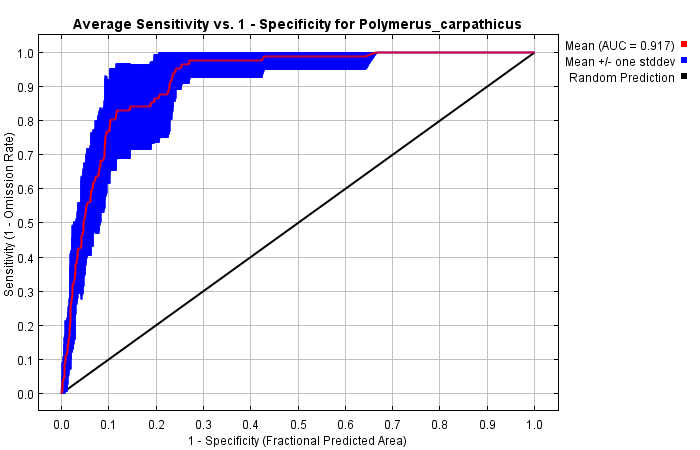 Average Sensitivity vs. 1 - Specificity for Polymerus_carpathicus
Mean (AUC = 0.917)
Mean +/- one stddev
Random Prediction
Sensitivity (1 - Omission Rate)
1.0
0.9
0.8
0.7
0.6
0.5
0.4
0.3
0.2
0.1
0.0
0.0 0.1 0.2 0.3 0.4 0.5 0.6 0.7 0.8 0.9 1.0
1 - Specificity (Fractional Predicted Area)